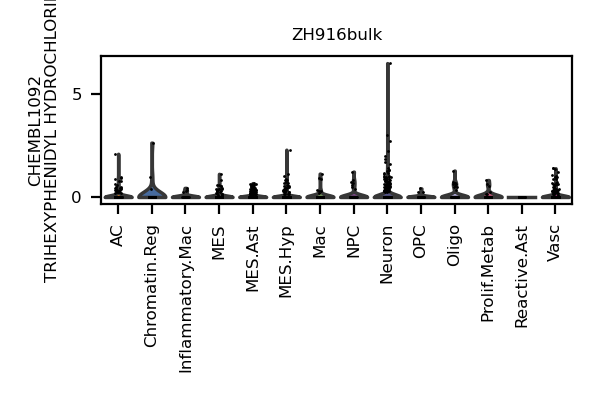 ZH916bulk
CHEMBL1092
TRIHEXYPHENIDYL HYDROCHLORI
5
0
AC
Chromatin.Reg
Inflammatory.Mac
MES
MES.Ast
MES.Hyp
Mac
NPC
Neuron
OPC
Oligo
Prolif.Metab
Reactive.Ast
Vasc